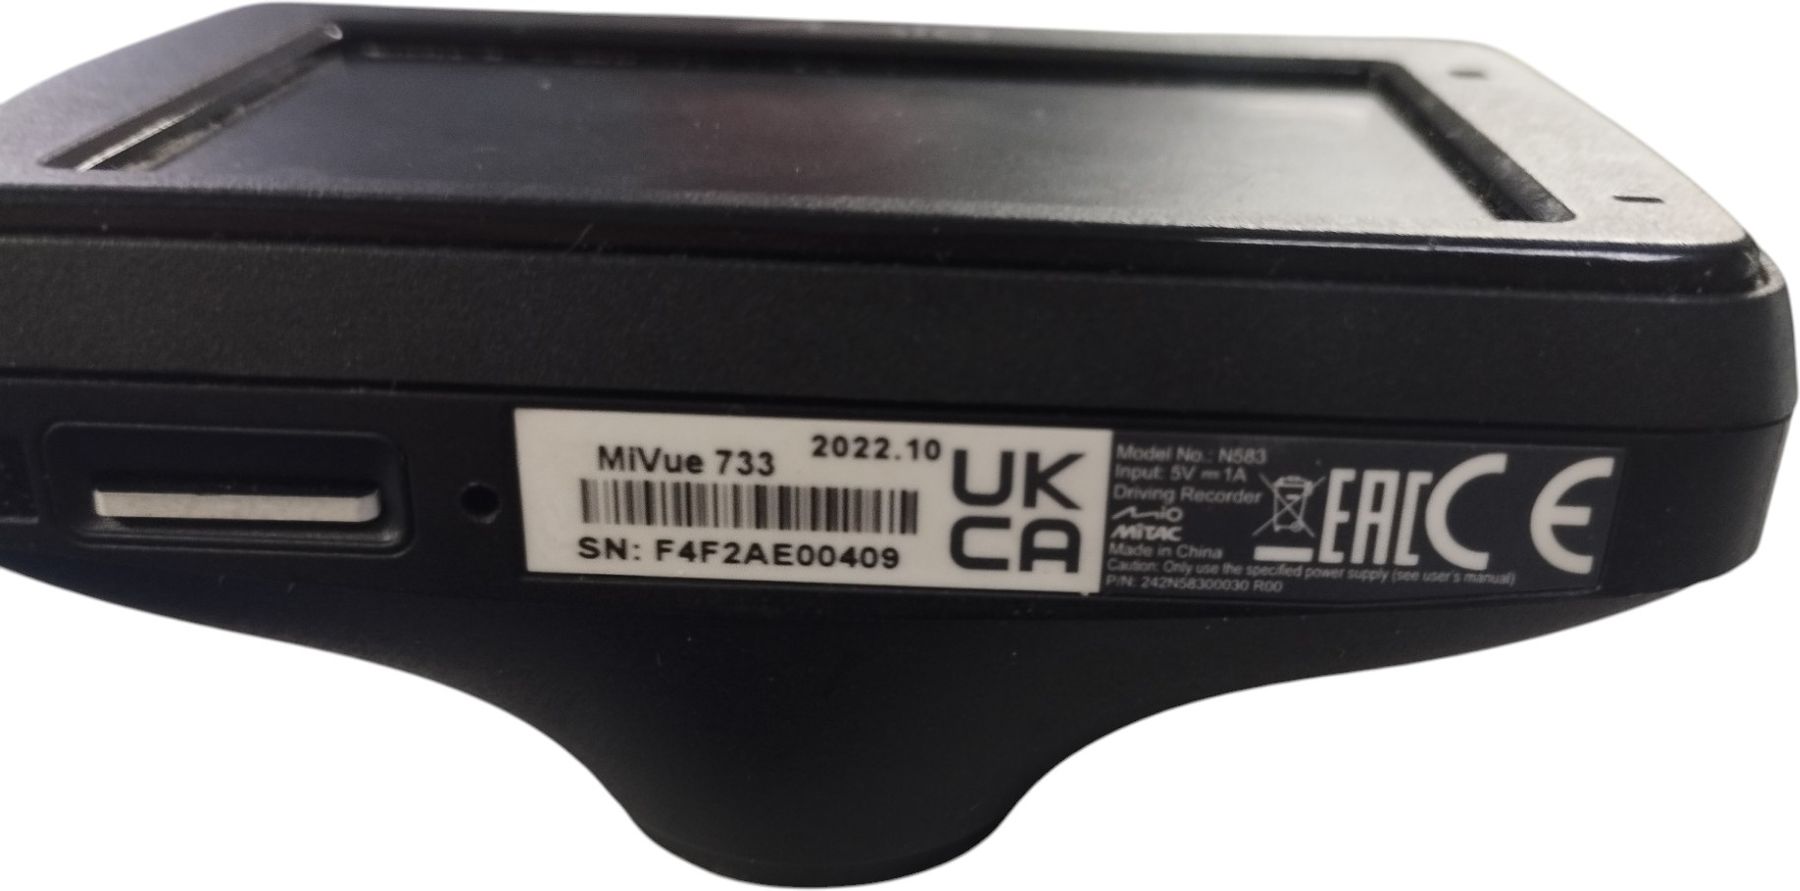 MiVue 733 2022.10
SN: F4F2AE00409
UK
CA
Model No.: N583
Input: 5V ⎓ 1A
Driving Recorder
Mio
MiTAC
Made in China
Caution: Only use the specified power supply (see user's manual)
P/N: 242N58300030 R00
EAC CE